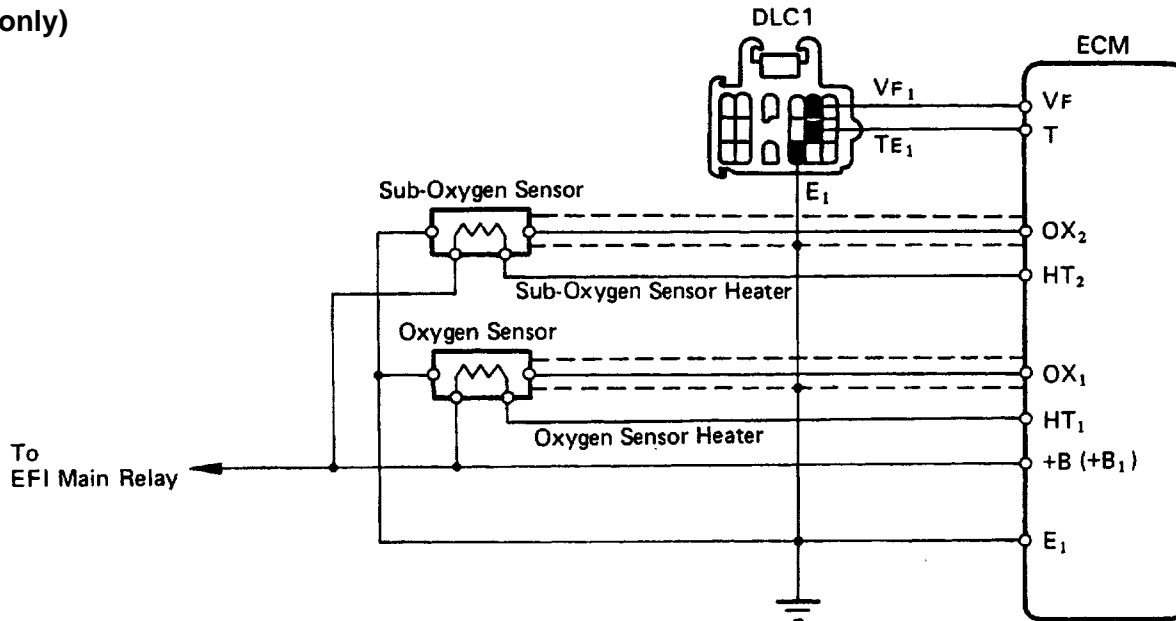 only)
DLC1
ECM
VF₁
VF
T
TE₁
E₁
Sub-Oxygen Sensor
OX₂
HT₂
Sub-Oxygen Sensor Heater
Oxygen Sensor
OX₁
HT₁
Oxygen Sensor Heater
To
EFI Main Relay
+B (+B₁)
E₁